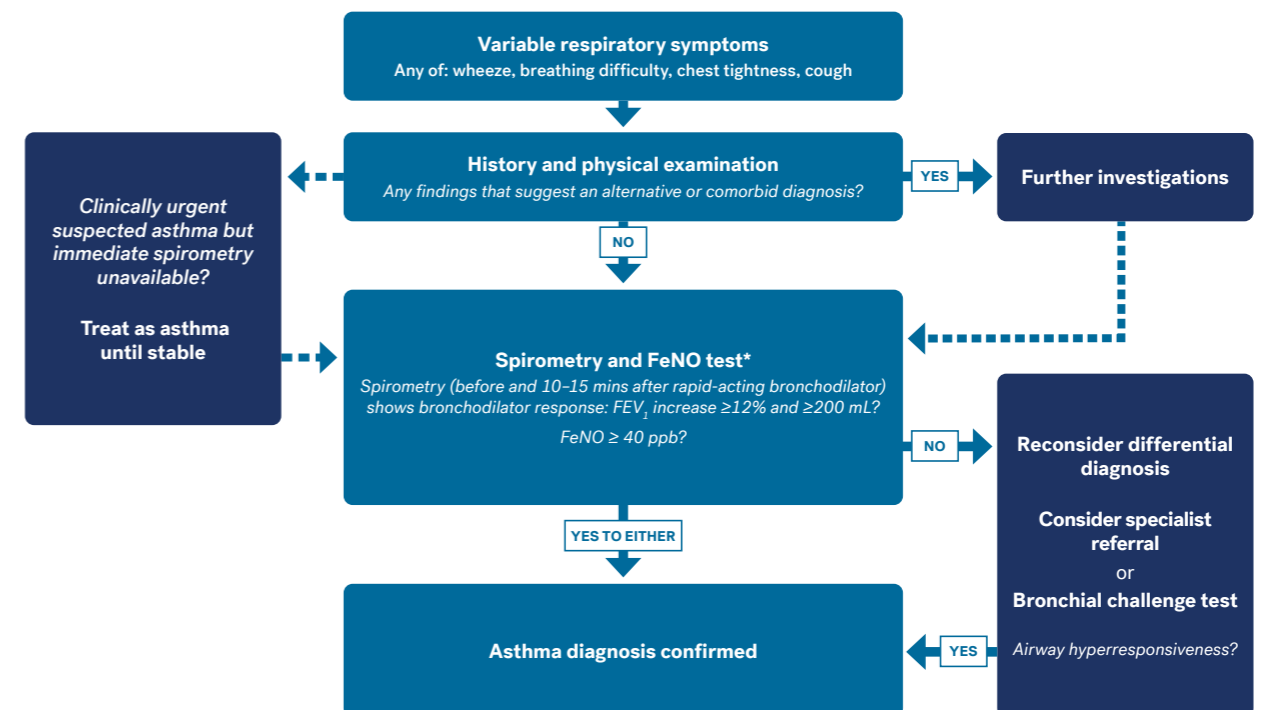 Variable respiratory symptoms
Any of: wheeze, breathing difficulty, chest tightness, cough
History and physical examination
Any findings that suggest an alternative or comorbid diagnosis?
YES
Further investigations
Clinically urgent
suspected asthma but
immediate spirometry
unavailable?
Treat as asthma
until stable
NO
Spirometry and FeNO test*
Spirometry (before and 10–15 mins after rapid-acting bronchodilator)
shows bronchodilator response: FEV1 increase ≥12% and ≥200 mL?
FeNO ≥ 40 ppb?
NO
Reconsider differential
diagnosis
Consider specialist
referral
or
Bronchial challenge test
Airway hyperresponsiveness?
YES TO EITHER
Asthma diagnosis confirmed
YES